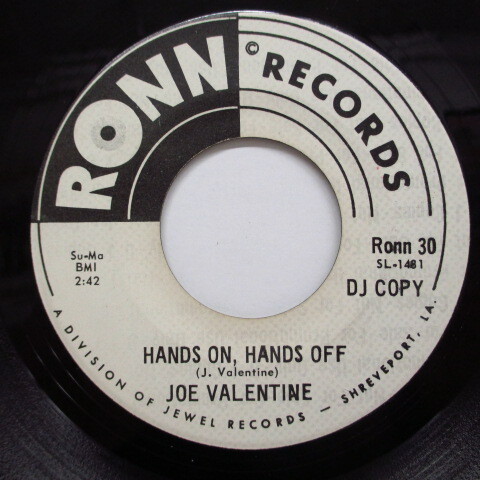 RONN
© RECORDS
Su-Ma
BMI
2:42
Ronn 30
SL-1481
DJ COPY
HANDS ON, HANDS OFF
(J. Valentine)
JOE VALENTINE
A DIVISION OF JEWEL RECORDS — SHREVEPORT, LA.